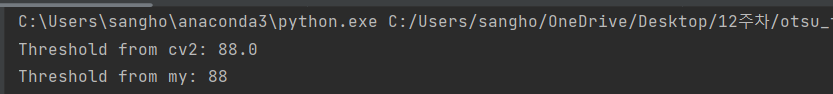 C:\Users\sangho\anaconda3\python.exe C:/Users/sangho/OneDrive/Desktop/12주차/otsu_
Threshold from cv2: 88.0
Threshold from my: 88